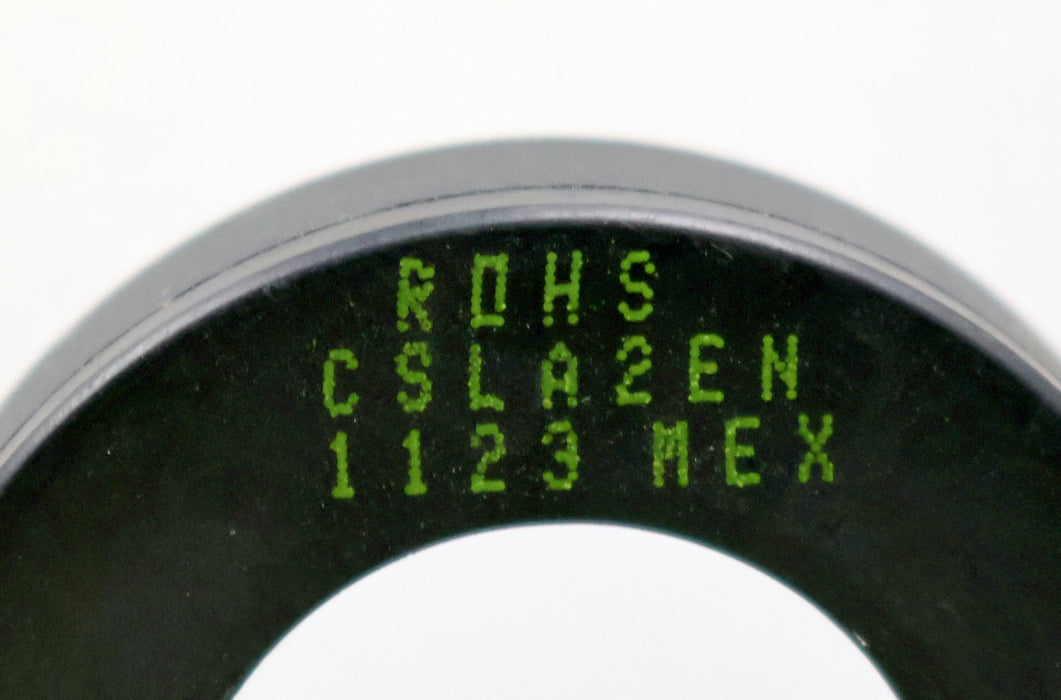 ROHS
CSLA2EN
1123 MEX